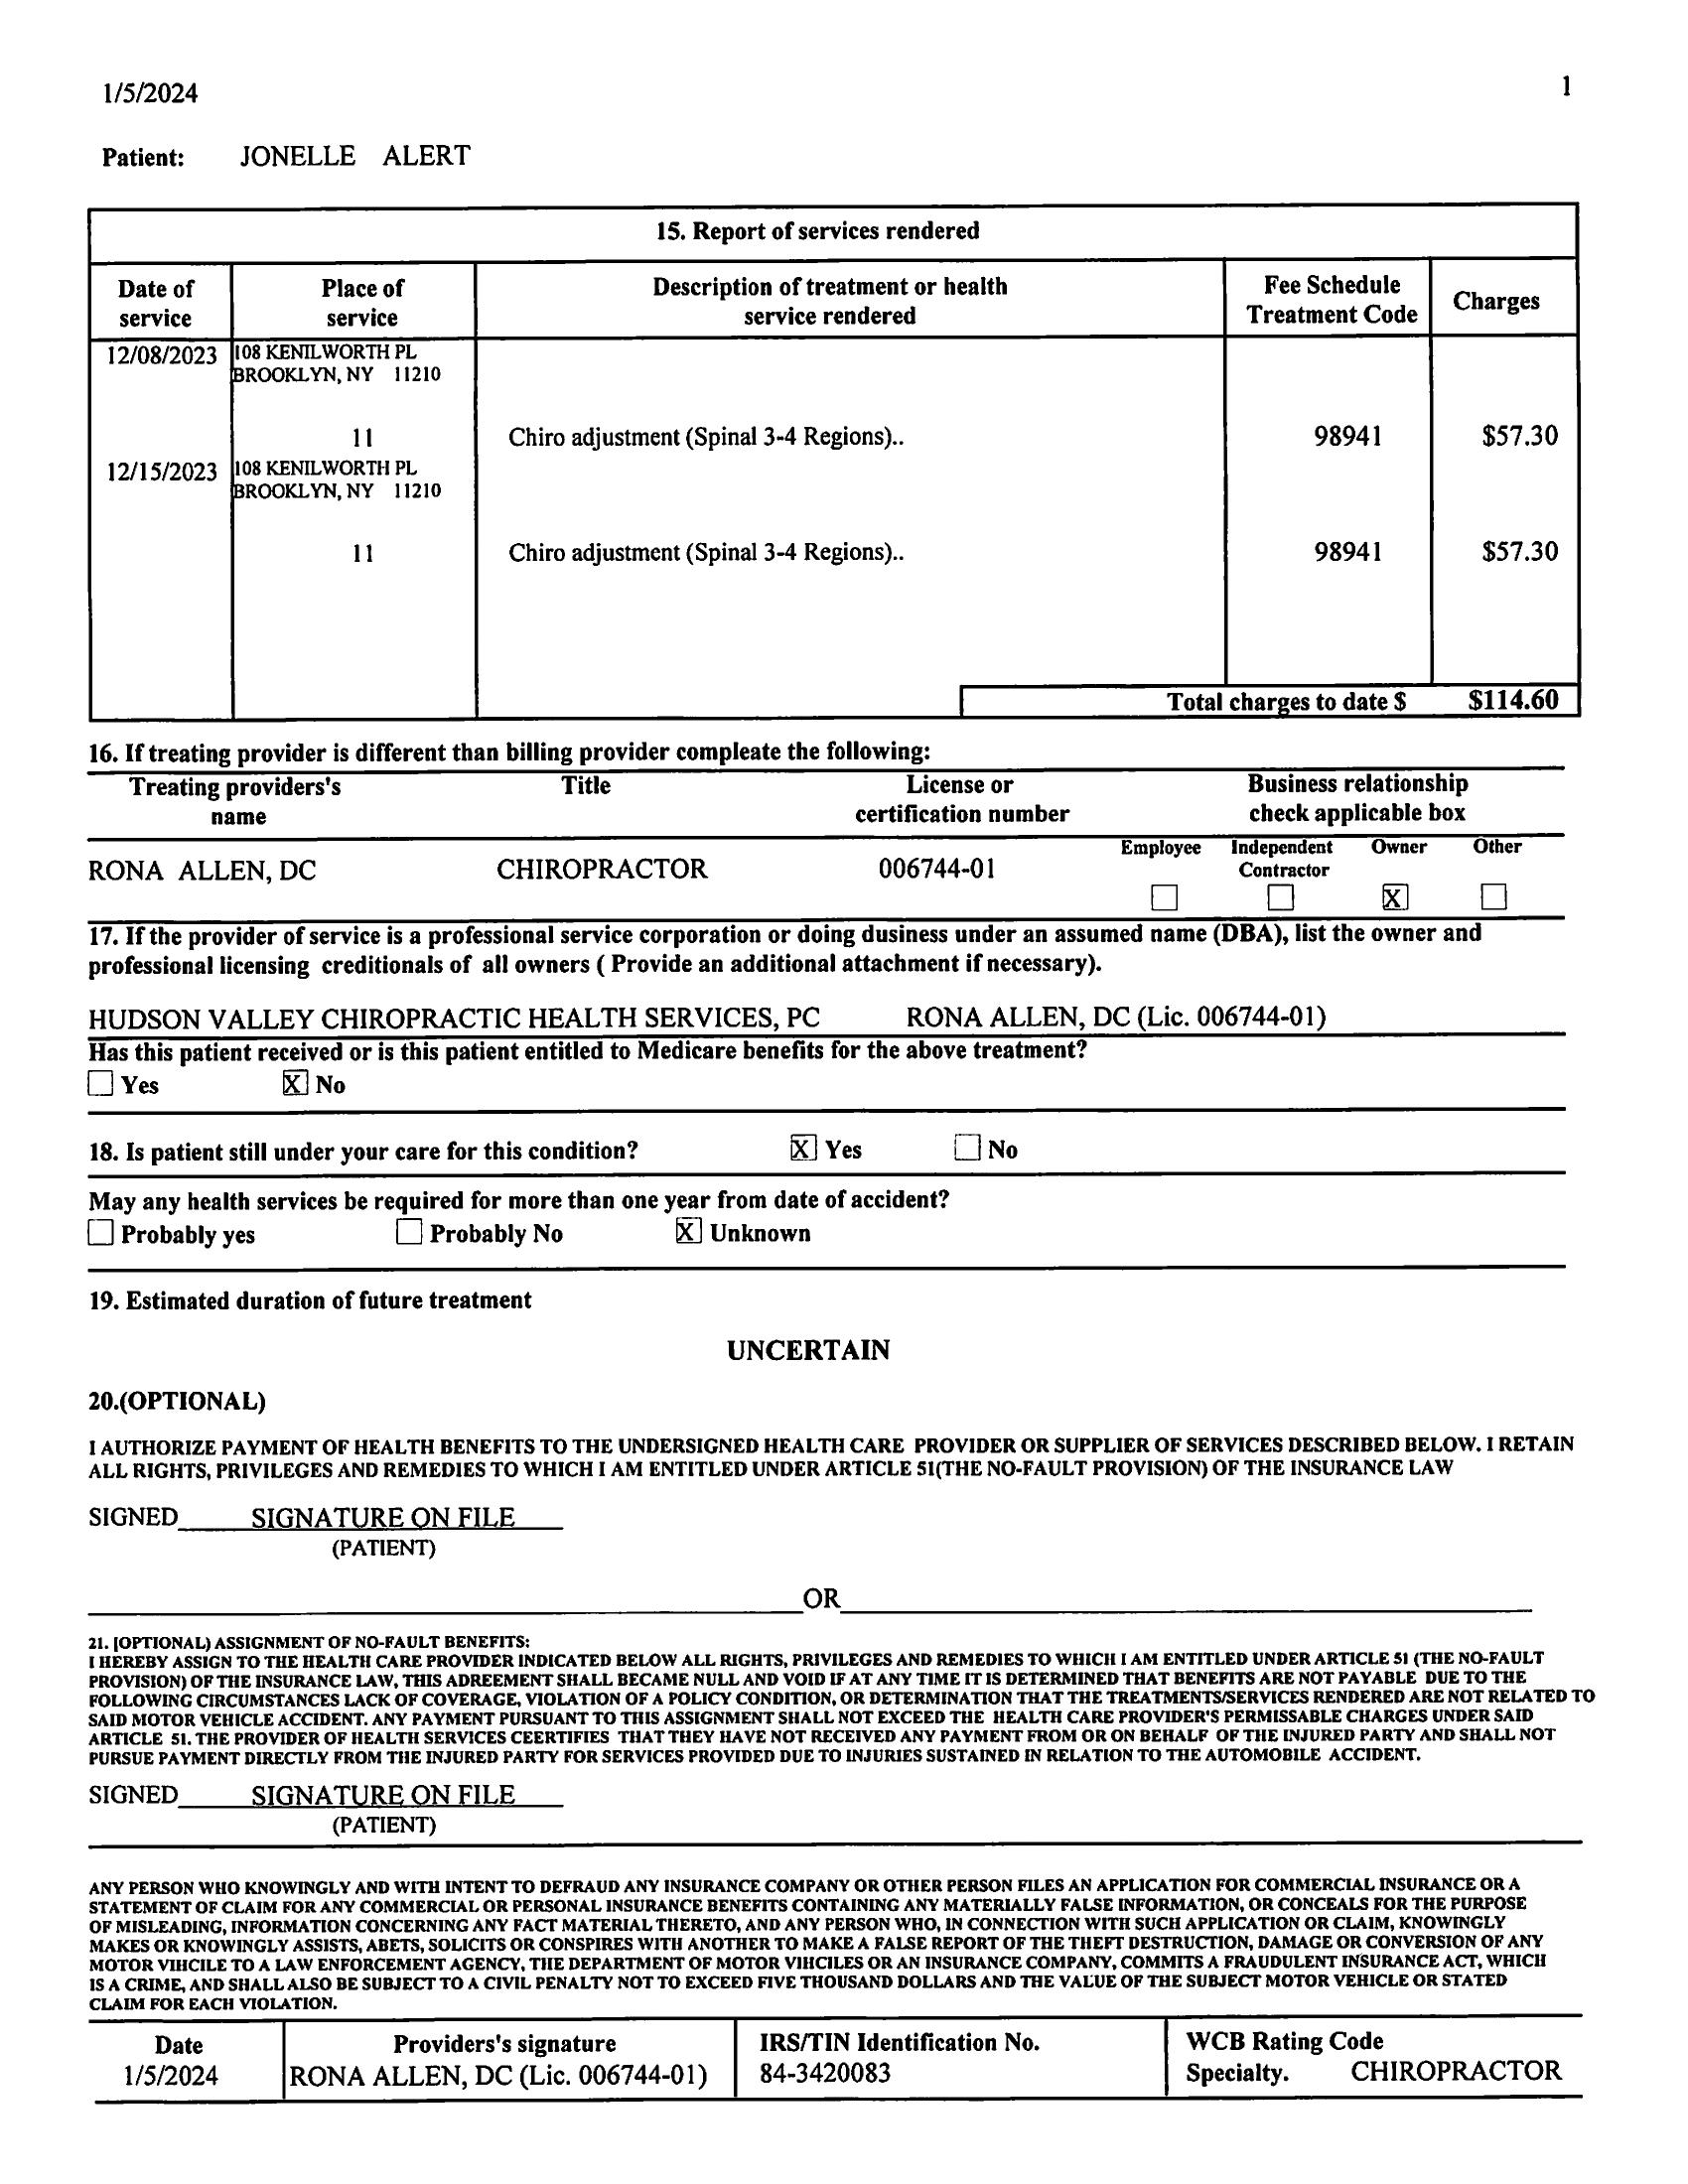 1/5/2024 1
Patient: JONELLE ALERT
15. Report of services rendered
Date of service Place of service Description of treatment or health service rendered Fee Schedule Treatment Code Charges
12/08/2023 108 KENILWORTH PL
BROOKLYN, NY 11210
11 Chiro adjustment (Spinal 3-4 Regions).. 98941 $57.30
12/15/2023 108 KENILWORTH PL
BROOKLYN, NY 11210
11 Chiro adjustment (Spinal 3-4 Regions).. 98941 $57.30
Total charges to date $ $114.60
16. If treating provider is different than billing provider compleate the following:
Treating providers's name Title License or certification number Business relationship check applicable box
Employee Independent Contractor Owner Other
RONA ALLEN, DC CHIROPRACTOR 006744-01
X
17. If the provider of service is a professional service corporation or doing dusiness under an assumed name (DBA), list the owner and
professional licensing creditionals of all owners ( Provide an additional attachment if necessary).
HUDSON VALLEY CHIROPRACTIC HEALTH SERVICES, PC RONA ALLEN, DC (Lic. 006744-01)
Has this patient received or is this patient entitled to Medicare benefits for the above treatment?
Yes X No
18. Is patient still under your care for this condition? X Yes No
May any health services be required for more than one year from date of accident?
Probably yes Probably No X Unknown
19. Estimated duration of future treatment
UNCERTAIN
20.(OPTIONAL)
I AUTHORIZE PAYMENT OF HEALTH BENEFITS TO THE UNDERSIGNED HEALTH CARE PROVIDER OR SUPPLIER OF SERVICES DESCRIBED BELOW. I RETAIN
ALL RIGHTS, PRIVILEGES AND REMEDIES TO WHICH I AM ENTITLED UNDER ARTICLE 51(THE NO-FAULT PROVISION) OF THE INSURANCE LAW
SIGNED SIGNATURE ON FILE
(PATIENT)
OR
21. [OPTIONAL) ASSIGNMENT OF NO-FAULT BENEFITS:
I HEREBY ASSIGN TO THE HEALTH CARE PROVIDER INDICATED BELOW ALL RIGHTS, PRIVILEGES AND REMEDIES TO WHICH I AM ENTITLED UNDER ARTICLE 51 (THE NO-FAULT
PROVISION) OF THE INSURANCE LAW, THIS ADREEMENT SHALL BECAME NULL AND VOID IF AT ANY TIME IT IS DETERMINED THAT BENEFITS ARE NOT PAYABLE DUE TO THE
FOLLOWING CIRCUMSTANCES LACK OF COVERAGE, VIOLATION OF A POLICY CONDITION, OR DETERMINATION THAT THE TREATMENTS/SERVICES RENDERED ARE NOT RELATED TO
SAID MOTOR VEHICLE ACCIDENT. ANY PAYMENT PURSUANT TO THIS ASSIGNMENT SHALL NOT EXCEED THE HEALTH CARE PROVIDER'S PERMISSABLE CHARGES UNDER SAID
ARTICLE 51. THE PROVIDER OF HEALTH SERVICES CEERTIFIES THAT THEY HAVE NOT RECEIVED ANY PAYMENT FROM OR ON BEHALF OF THE INJURED PARTY AND SHALL NOT
PURSUE PAYMENT DIRECTLY FROM THE INJURED PARTY FOR SERVICES PROVIDED DUE TO INJURIES SUSTAINED IN RELATION TO THE AUTOMOBILE ACCIDENT.
SIGNED SIGNATURE ON FILE
(PATIENT)
ANY PERSON WHO KNOWINGLY AND WITH INTENT TO DEFRAUD ANY INSURANCE COMPANY OR OTHER PERSON FILES AN APPLICATION FOR COMMERCIAL INSURANCE OR A
STATEMENT OF CLAIM FOR ANY COMMERCIAL OR PERSONAL INSURANCE BENEFITS CONTAINING ANY MATERIALLY FALSE INFORMATION, OR CONCEALS FOR THE PURPOSE
OF MISLEADING, INFORMATION CONCERNING ANY FACT MATERIAL THERETO, AND ANY PERSON WHO, IN CONNECTION WITH SUCH APPLICATION OR CLAIM, KNOWINGLY
MAKES OR KNOWINGLY ASSISTS, ABETS, SOLICITS OR CONSPIRES WITH ANOTHER TO MAKE A FALSE REPORT OF THE THEFT DESTRUCTION, DAMAGE OR CONVERSION OF ANY
MOTOR VIHCILE TO A LAW ENFORCEMENT AGENCY, THE DEPARTMENT OF MOTOR VIHCILES OR AN INSURANCE COMPANY, COMMITS A FRAUDULENT INSURANCE ACT, WHICH
IS A CRIME, AND SHALL ALSO BE SUBJECT TO A CIVIL PENALTY NOT TO EXCEED FIVE THOUSAND DOLLARS AND THE VALUE OF THE SUBJECT MOTOR VEHICLE OR STATED
CLAIM FOR EACH VIOLATION.
Date Providers's signature IRS/TIN Identification No. WCB Rating Code
1/5/2024 RONA ALLEN, DC (Lic. 006744-01) 84-3420083 Specialty. CHIROPRACTOR